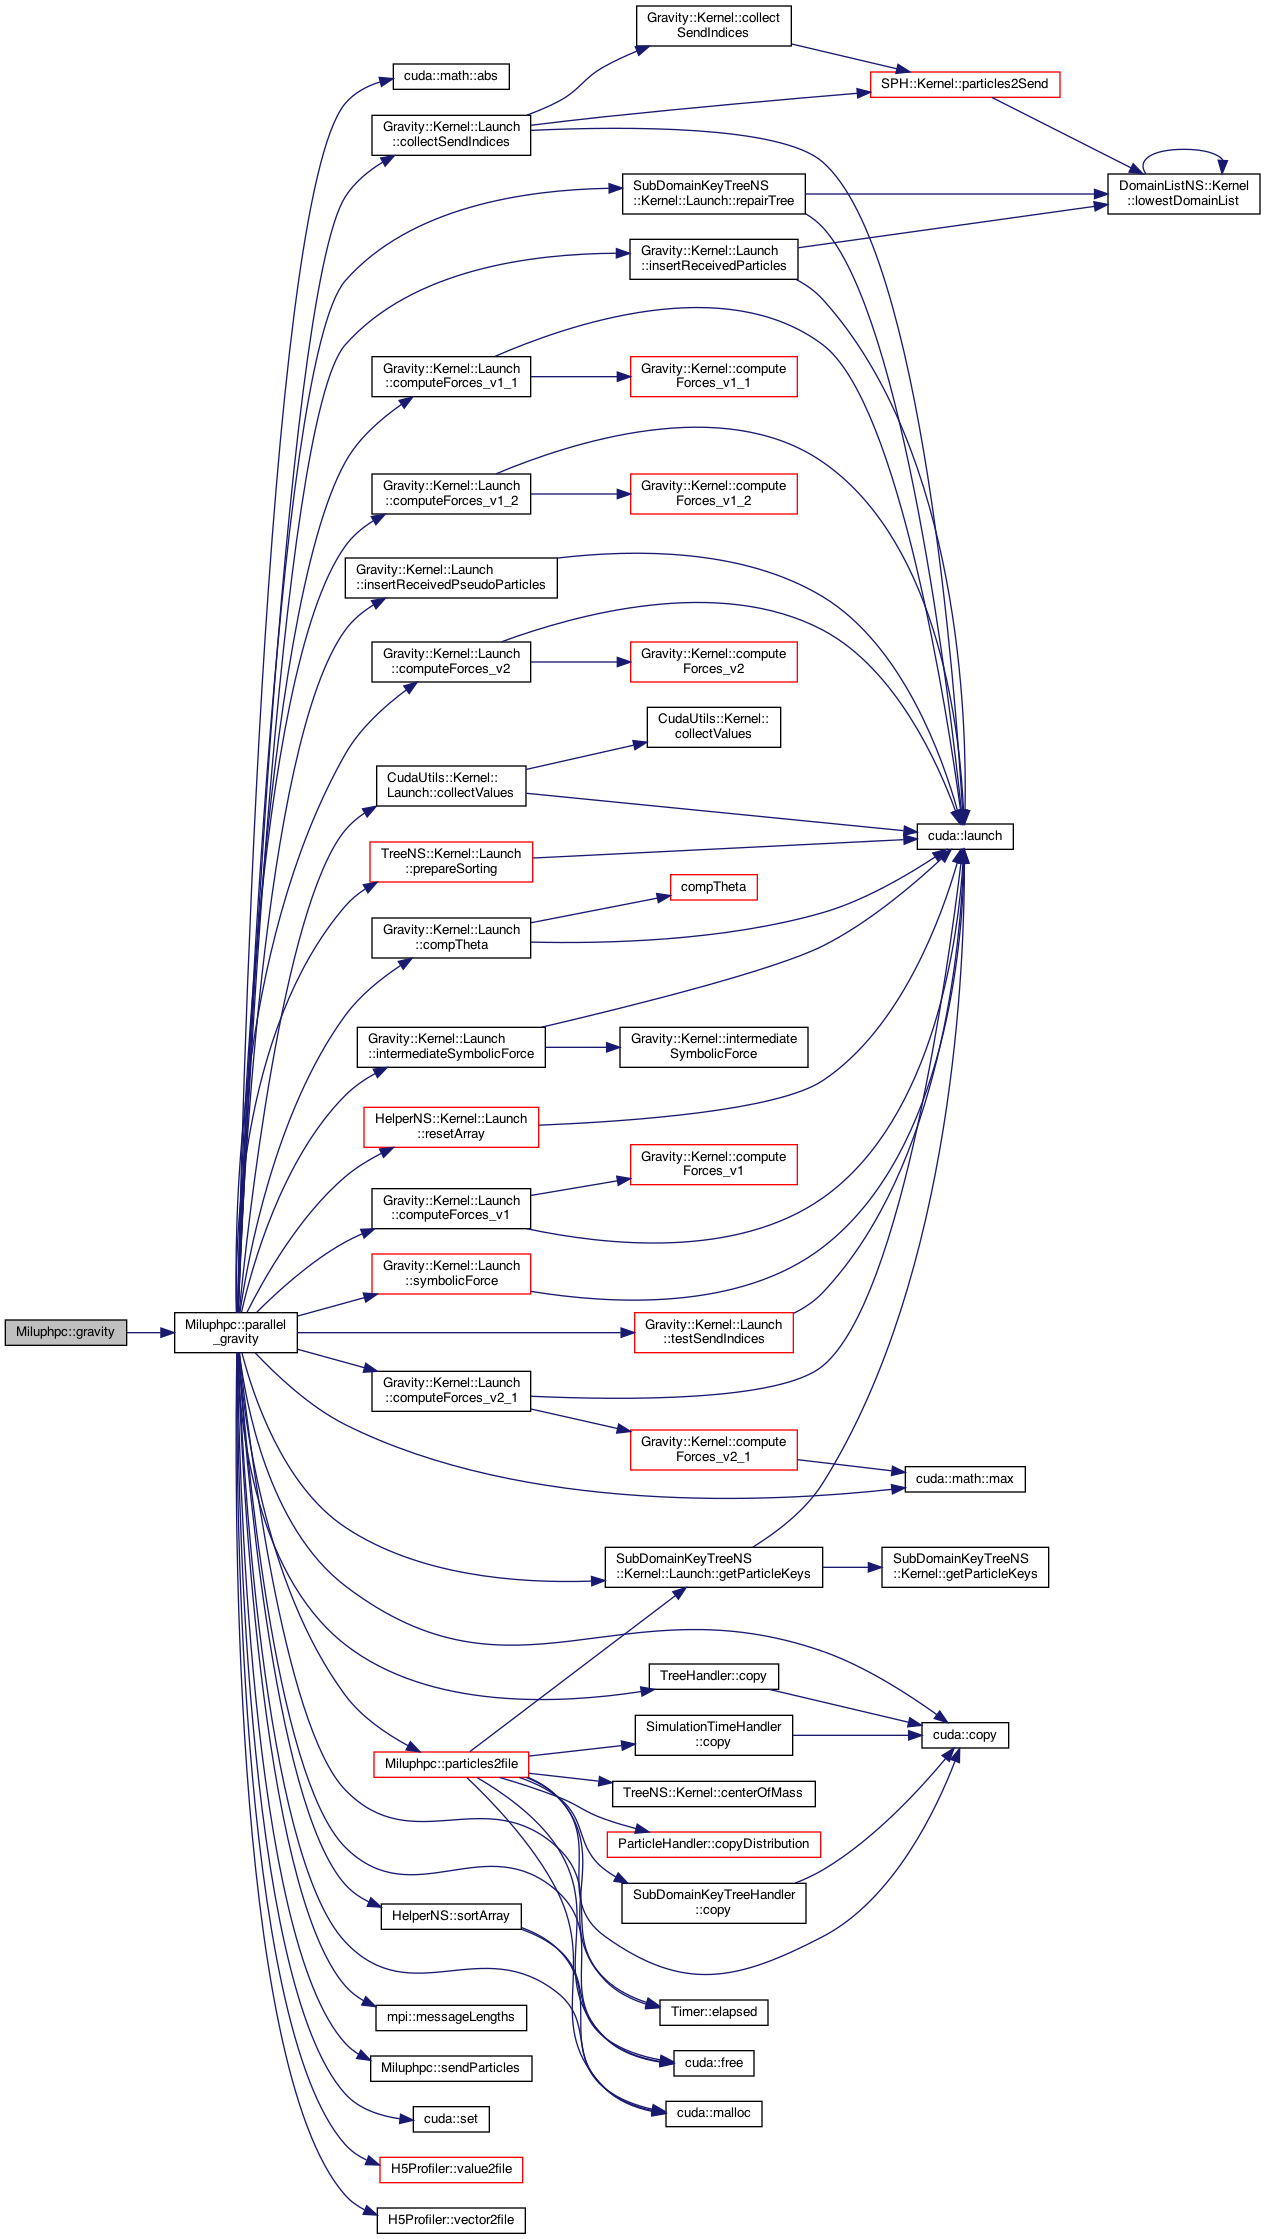 Gravity::Kernel::collect
SendIndices
cuda::math::abs
SPH::Kernel::particles2Send
Gravity::Kernel::Launch
::collectSendIndices
SubDomainKeyTreeNS
::Kernel::Launch::repairTree
DomainListNS::Kernel
::lowestDomainList
Gravity::Kernel::Launch
::insertReceivedParticles
Gravity::Kernel::Launch
::computeForces_v1_1
Gravity::Kernel::compute
Forces_v1_1
Gravity::Kernel::Launch
::computeForces_v1_2
Gravity::Kernel::compute
Forces_v1_2
Gravity::Kernel::Launch
::insertReceivedPseudoParticles
Gravity::Kernel::Launch
::computeForces_v2
Gravity::Kernel::compute
Forces_v2
CudaUtils::Kernel::
collectValues
CudaUtils::Kernel::
Launch::collectValues
cuda::launch
TreeNS::Kernel::Launch
::prepareSorting
compTheta
Gravity::Kernel::Launch
::compTheta
Gravity::Kernel::Launch
::intermediateSymbolicForce
Gravity::Kernel::intermediate
SymbolicForce
HelperNS::Kernel::Launch
::resetArray
Gravity::Kernel::compute
Forces_v1
Gravity::Kernel::Launch
::computeForces_v1
Gravity::Kernel::Launch
::symbolicForce
Miluphpc::gravity
Miluphpc::parallel
_gravity
Gravity::Kernel::Launch
::testSendIndices
Gravity::Kernel::Launch
::computeForces_v2_1
Gravity::Kernel::compute
Forces_v2_1
cuda::math::max
SubDomainKeyTreeNS
::Kernel::Launch::getParticleKeys
SubDomainKeyTreeNS
::Kernel::getParticleKeys
TreeHandler::copy
SimulationTimeHandler
::copy
cuda::copy
Miluphpc::particles2file
TreeNS::Kernel::centerOfMass
ParticleHandler::copyDistribution
SubDomainKeyTreeHandler
::copy
HelperNS::sortArray
Timer::elapsed
mpi::messageLengths
cuda::free
Miluphpc::sendParticles
cuda::malloc
cuda::set
H5Profiler::value2file
H5Profiler::vector2file